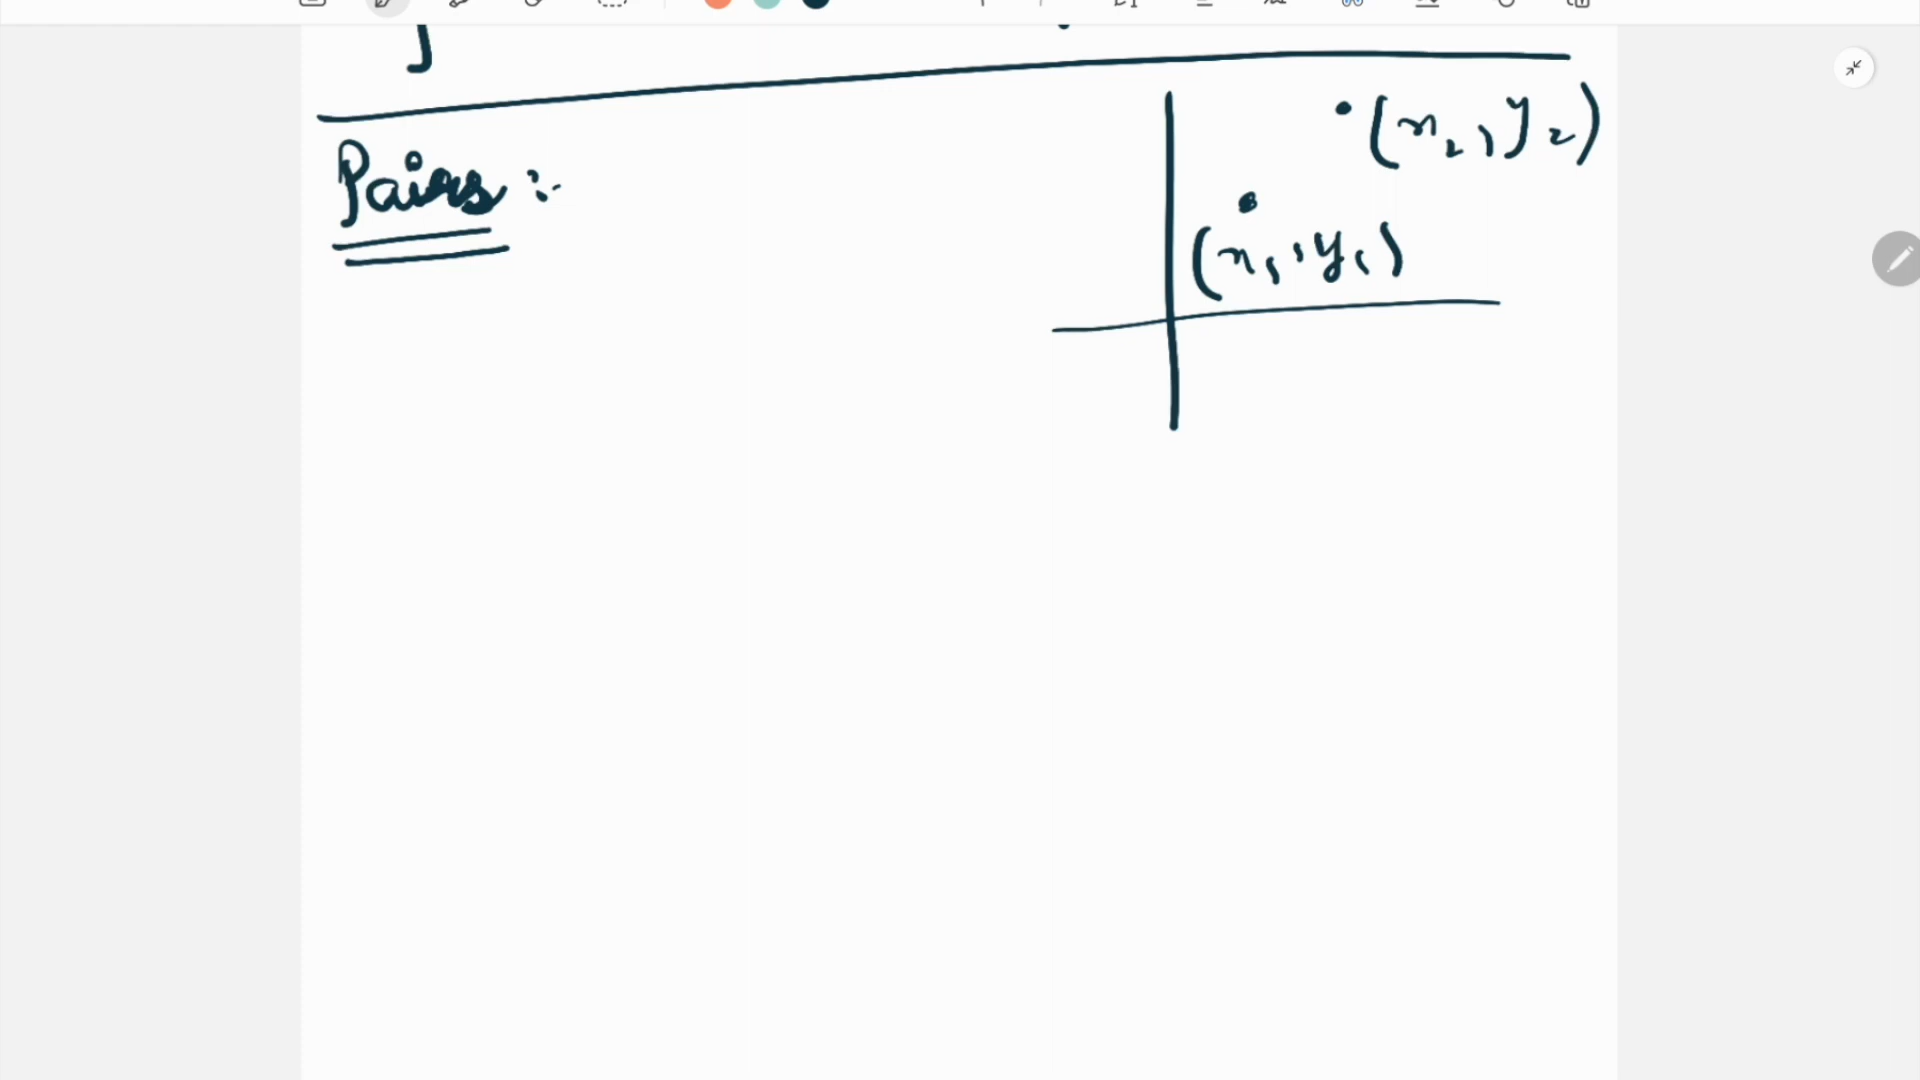 Pairs :-
(x₂, y₂)
(x₁, y₁)